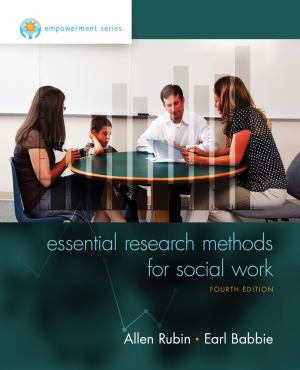 empowerment series
essential research methods
for social work
FOURTH EDITION
Allen Rubin • Earl Babbie